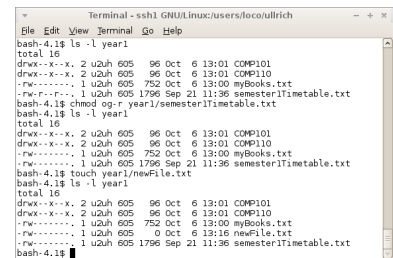 Terminal - ssh1 GNU/Linux:/users/loco/ullrich
File Edit View Terminal Go Help
bash-4.1$ ls -l year1
total 16
drwx--x--x. 2 u2uh 605 96 Oct 6 13:01 COMP101
drwx--x--x. 2 u2uh 605 96 Oct 6 13:01 COMP110
-rw-------. 1 u2uh 605 752 Oct 6 13:00 myBooks.txt
-rw-r--r--. 1 u2uh 605 1796 Sep 21 11:36 semester1Timetable.txt
bash-4.1$ chmod og-r year1/semester1Timetable.txt
bash-4.1$ ls -l year1
total 16
drwx--x--x. 2 u2uh 605 96 Oct 6 13:01 COMP101
drwx--x--x. 2 u2uh 605 96 Oct 6 13:01 COMP110
-rw-------. 1 u2uh 605 752 Oct 6 13:00 myBooks.txt
-rw-------. 1 u2uh 605 1796 Sep 21 11:36 semester1Timetable.txt
bash-4.1$ touch year1/newFile.txt
bash-4.1$ ls -l year1
total 16
drwx--x--x. 2 u2uh 605 96 Oct 6 13:01 COMP101
drwx--x--x. 2 u2uh 605 96 Oct 6 13:01 COMP110
-rw-------. 1 u2uh 605 752 Oct 6 13:00 myBooks.txt
-rw-------. 1 u2uh 605 0 Oct 6 13:16 newFile.txt
-rw-------. 1 u2uh 605 1796 Sep 21 11:36 semester1Timetable.txt
bash-4.1$